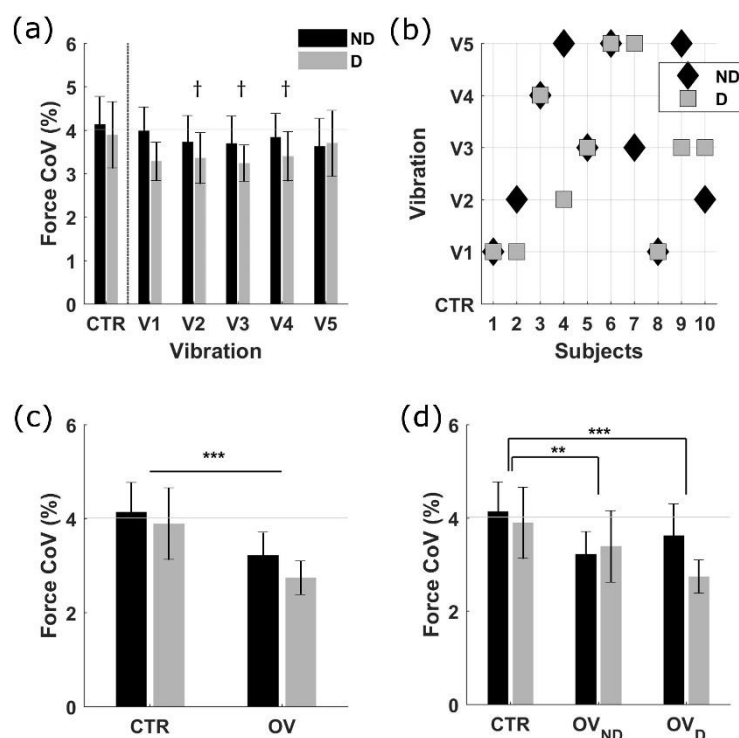 (a)
6
5
4
3
2
1
0
Force CoV (%)
ND
D
† † †
CTR V1 V2 V3 V4 V5
Vibration
(b)
V5
V4
V3
V2
V1
CTR
Vibration
ND
D
1 2 3 4 5 6 7 8 9 10
Subjects
(c)
6
4
2
0
Force CoV (%)
***
CTR OV
(d)
6
4
2
0
Force CoV (%)
***
**
CTR OV_ND OV_D